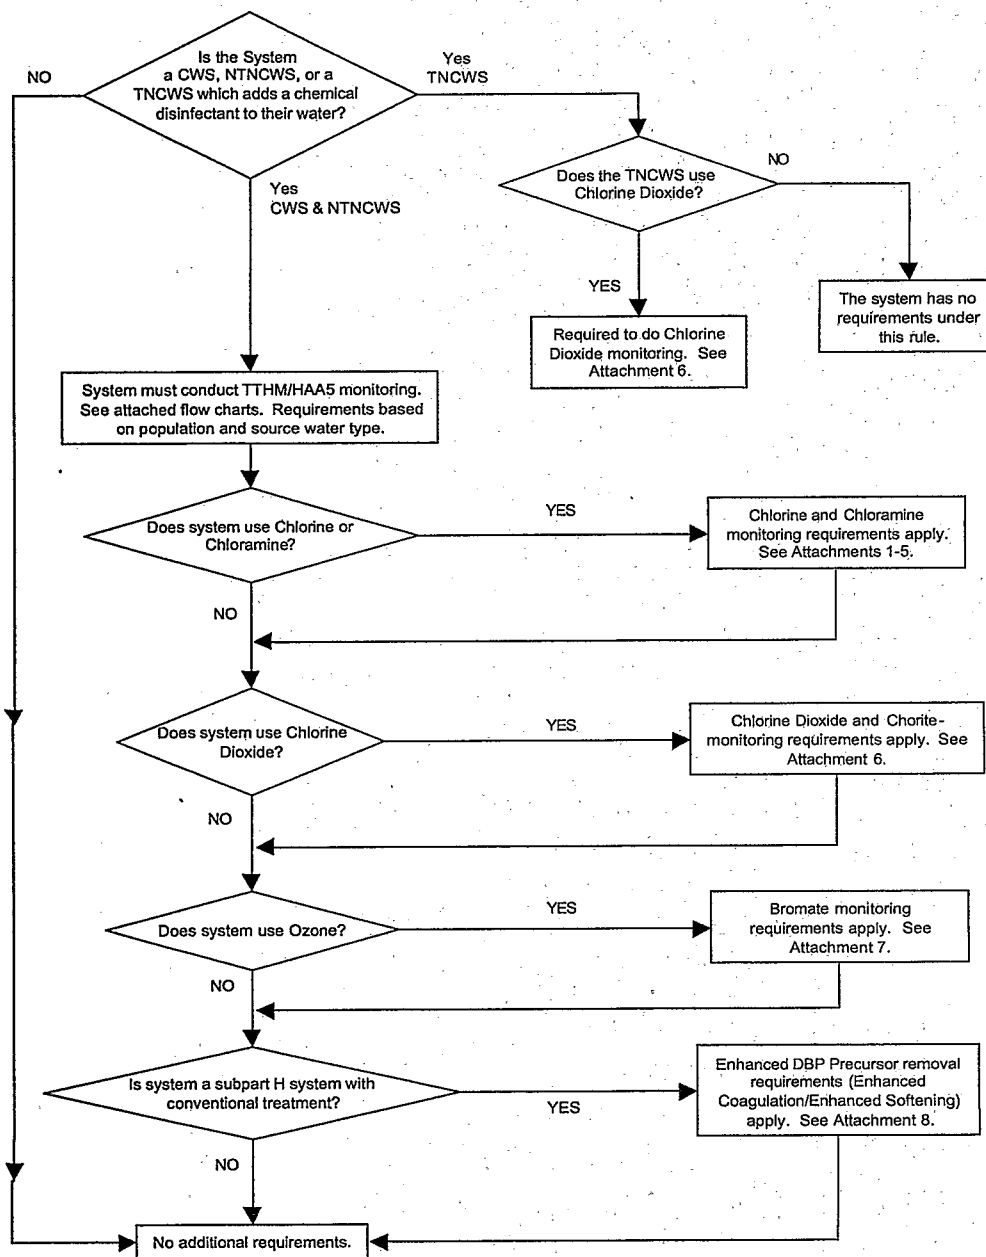 Is the System
a CWS, NTNCWS, or a
TNCWS which adds a chemical
disinfectant to their water?
NO
Yes
TNCWS
Yes
CWS & NTNCWS
Does the TNCWS use
Chlorine Dioxide?
NO
YES
The system has no
requirements under
this rule.
Required to do Chlorine
Dioxide monitoring. See
Attachment 6.
System must conduct TTHM/HAA5 monitoring.
See attached flow charts. Requirements based
on population and source water type.
Does system use Chlorine or
Chloramine?
YES
Chlorine and Chloramine
monitoring requirements apply.
See Attachments 1-5.
NO
Does system use Chlorine
Dioxide?
YES
Chlorine Dioxide and Chorite-
monitoring requirements apply. See
Attachment 6.
NO
Does system use Ozone?
YES
Bromate monitoring
requirements apply. See
Attachment 7.
NO
Is system a subpart H system with
conventional treatment?
YES
Enhanced DBP Precursor removal
requirements (Enhanced
Coagulation/Enhanced Softening)
apply. See Attachment 8.
NO
No additional requirements.